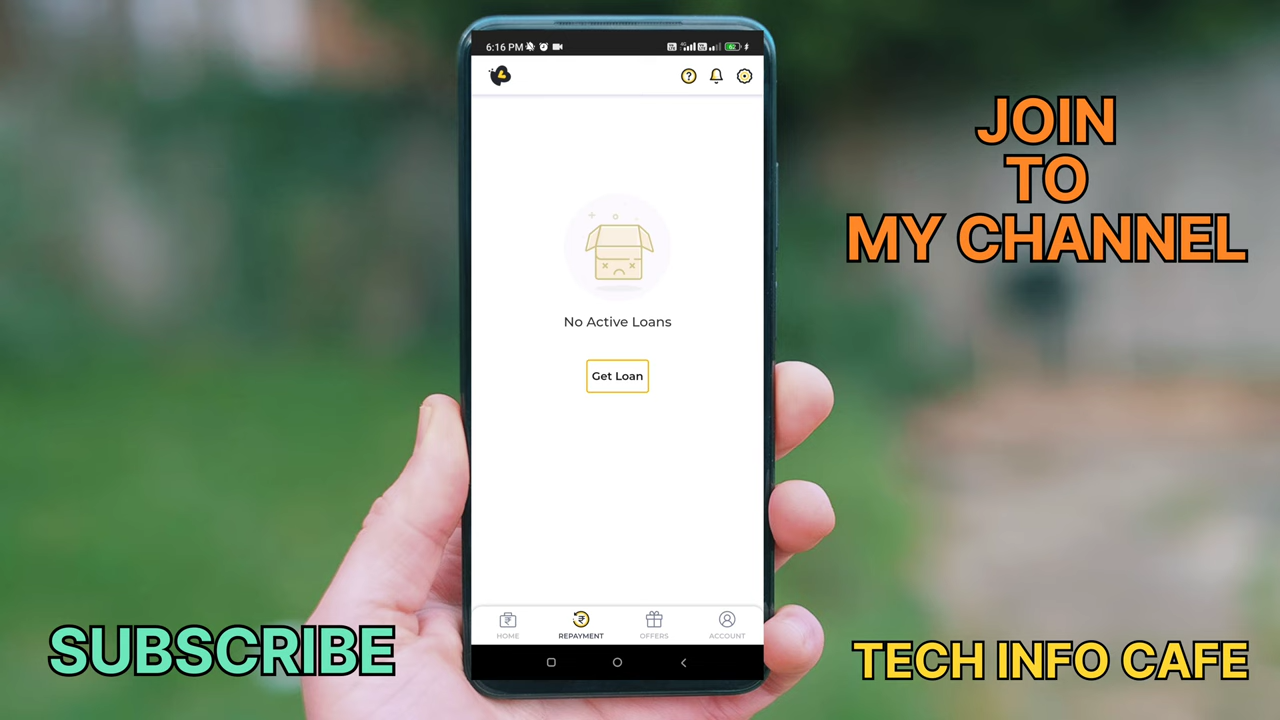 6:16 PM
62
?
No Active Loans
Get Loan
HOME
REPAYMENT
OFFERS
ACCOUNT
JOIN
TO
MY CHANNEL
SUBSCRIBE
TECH INFO CAFE